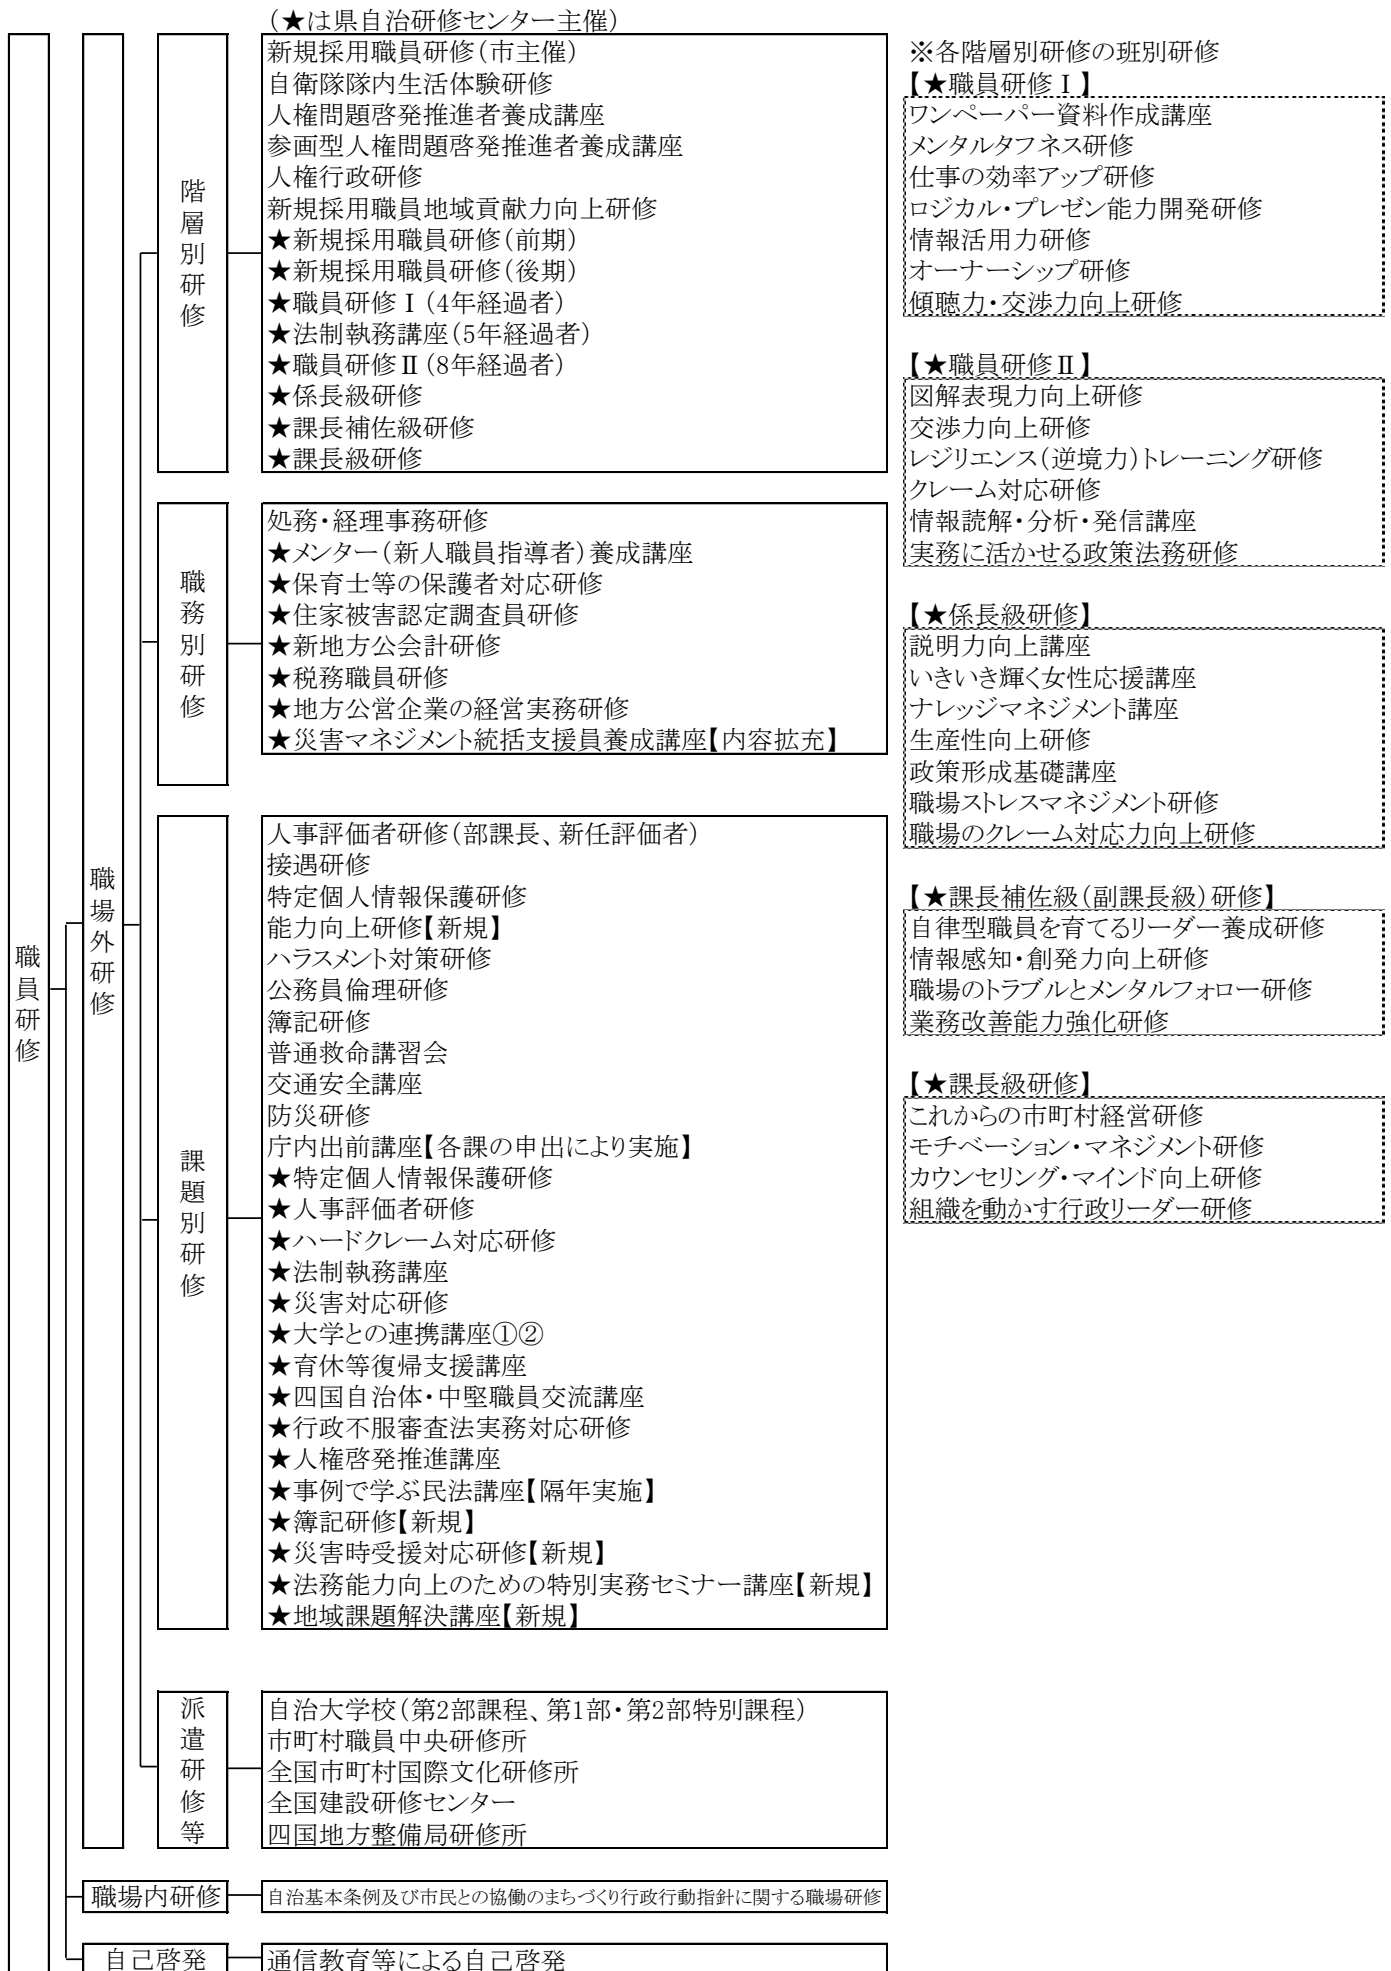 (★は県自治研修センター主催)
職員研修
職場外研修
階層別研修
新規採用職員研修(市主催)
自衛隊隊内生活体験研修
人権問題啓発推進者養成講座
参画型人権問題啓発推進者養成講座
人権行政研修
新規採用職員地域貢献力向上研修
★新規採用職員研修(前期)
★新規採用職員研修(後期)
★職員研修Ⅰ(4年経過者)
★法制執務講座(5年経過者)
★職員研修Ⅱ(8年経過者)
★係長級研修
★課長補佐級研修
★課長級研修
職務別研修
処務・経理事務研修
★メンター(新人職員指導者)養成講座
★保育士等の保護者対応研修
★住家被害認定調査員研修
★新地方公会計研修
★税務職員研修
★地方公営企業の経営実務研修
★災害マネジメント統括支援員養成講座【内容拡充】
課題別研修
人事評価者研修(部課長、新任評価者)
接遇研修
特定個人情報保護研修
能力向上研修【新規】
ハラスメント対策研修
公務員倫理研修
簿記研修
普通救命講習会
交通安全講座
防災研修
庁内出前講座【各課の申出により実施】
★特定個人情報保護研修
★人事評価者研修
★ハードクレーム対応研修
★法制執務講座
★災害対応研修
★大学との連携講座①②
★育休等復帰支援講座
★四国自治体・中堅職員交流講座
★行政不服審査法実務対応研修
★人権啓発推進講座
★事例で学ぶ民法講座【隔年実施】
★簿記研修【新規】
★災害時受援対応研修【新規】
★法務能力向上のための特別実務セミナー講座【新規】
★地域課題解決講座【新規】
派遣研修等
自治大学校(第2部課程、第1部・第2部特別課程)
市町村職員中央研修所
全国市町村国際文化研修所
全国建設研修センター
四国地方整備局研修所
職場内研修
自治基本条例及び市民との協働のまちづくり行政行動指針に関する職場研修
自己啓発
通信教育等による自己啓発
※各階層別研修の班別研修
【★職員研修Ⅰ】
ワンペーパー資料作成講座
メンタルタフネス研修
仕事の効率アップ研修
ロジカル・プレゼン能力開発研修
情報活用力研修
オーナーシップ研修
傾聴力・交渉力向上研修
【★職員研修Ⅱ】
図解表現力向上研修
交渉力向上研修
レジリエンス(逆境力)トレーニング研修
クレーム対応研修
情報読解・分析・発信講座
実務に活かせる政策法務研修
【★係長級研修】
説明力向上講座
いきいき輝く女性応援講座
ナレッジマネジメント講座
生産性向上研修
政策形成基礎講座
職場ストレスマネジメント研修
職場のクレーム対応力向上研修
【★課長補佐級(副課長級)研修】
自律型職員を育てるリーダー養成研修
情報感知・創発力向上研修
職場のトラブルとメンタルフォロー研修
業務改善能力強化研修
【★課長級研修】
これからの市町村経営研修
モチベーション・マネジメント研修
カウンセリング・マインド向上研修
組織を動かす行政リーダー研修